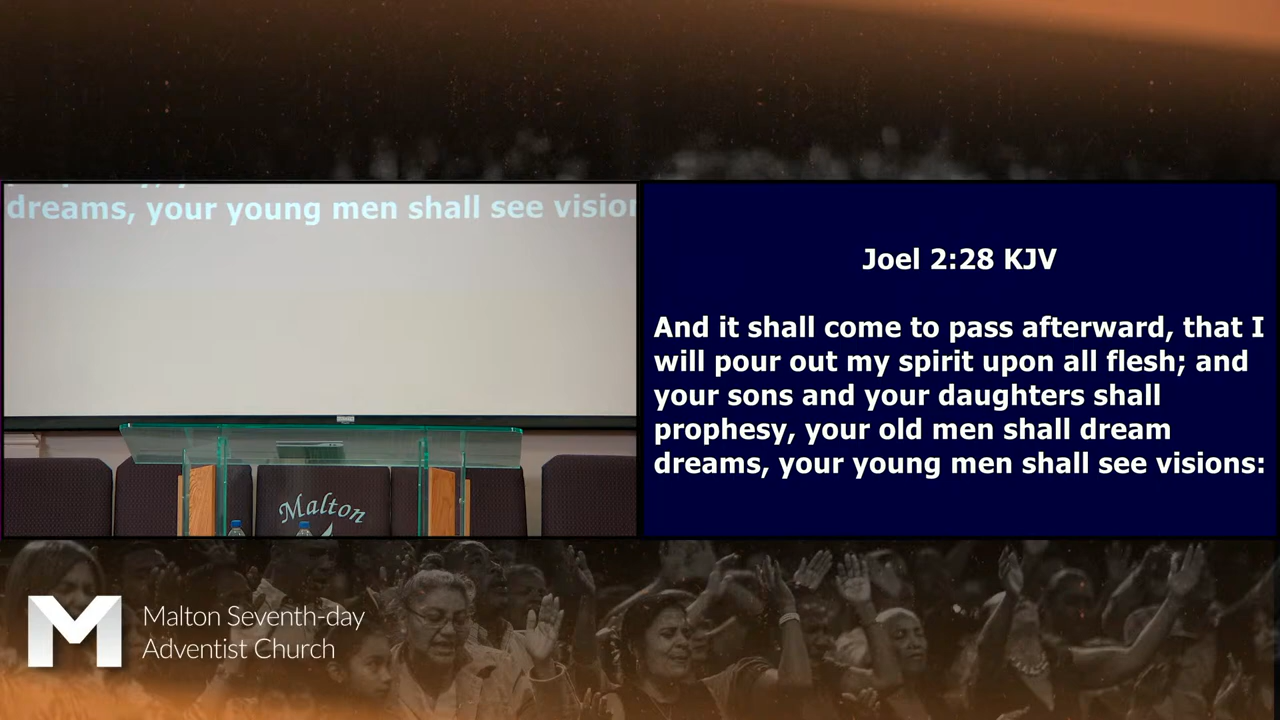 dreams, your young men shall see vision
Malton
Joel 2:28 KJV
And it shall come to pass afterward, that I
will pour out my spirit upon all flesh; and
your sons and your daughters shall
prophesy, your old men shall dream
dreams, your young men shall see visions:
M
Malton Seventh-day
Adventist Church